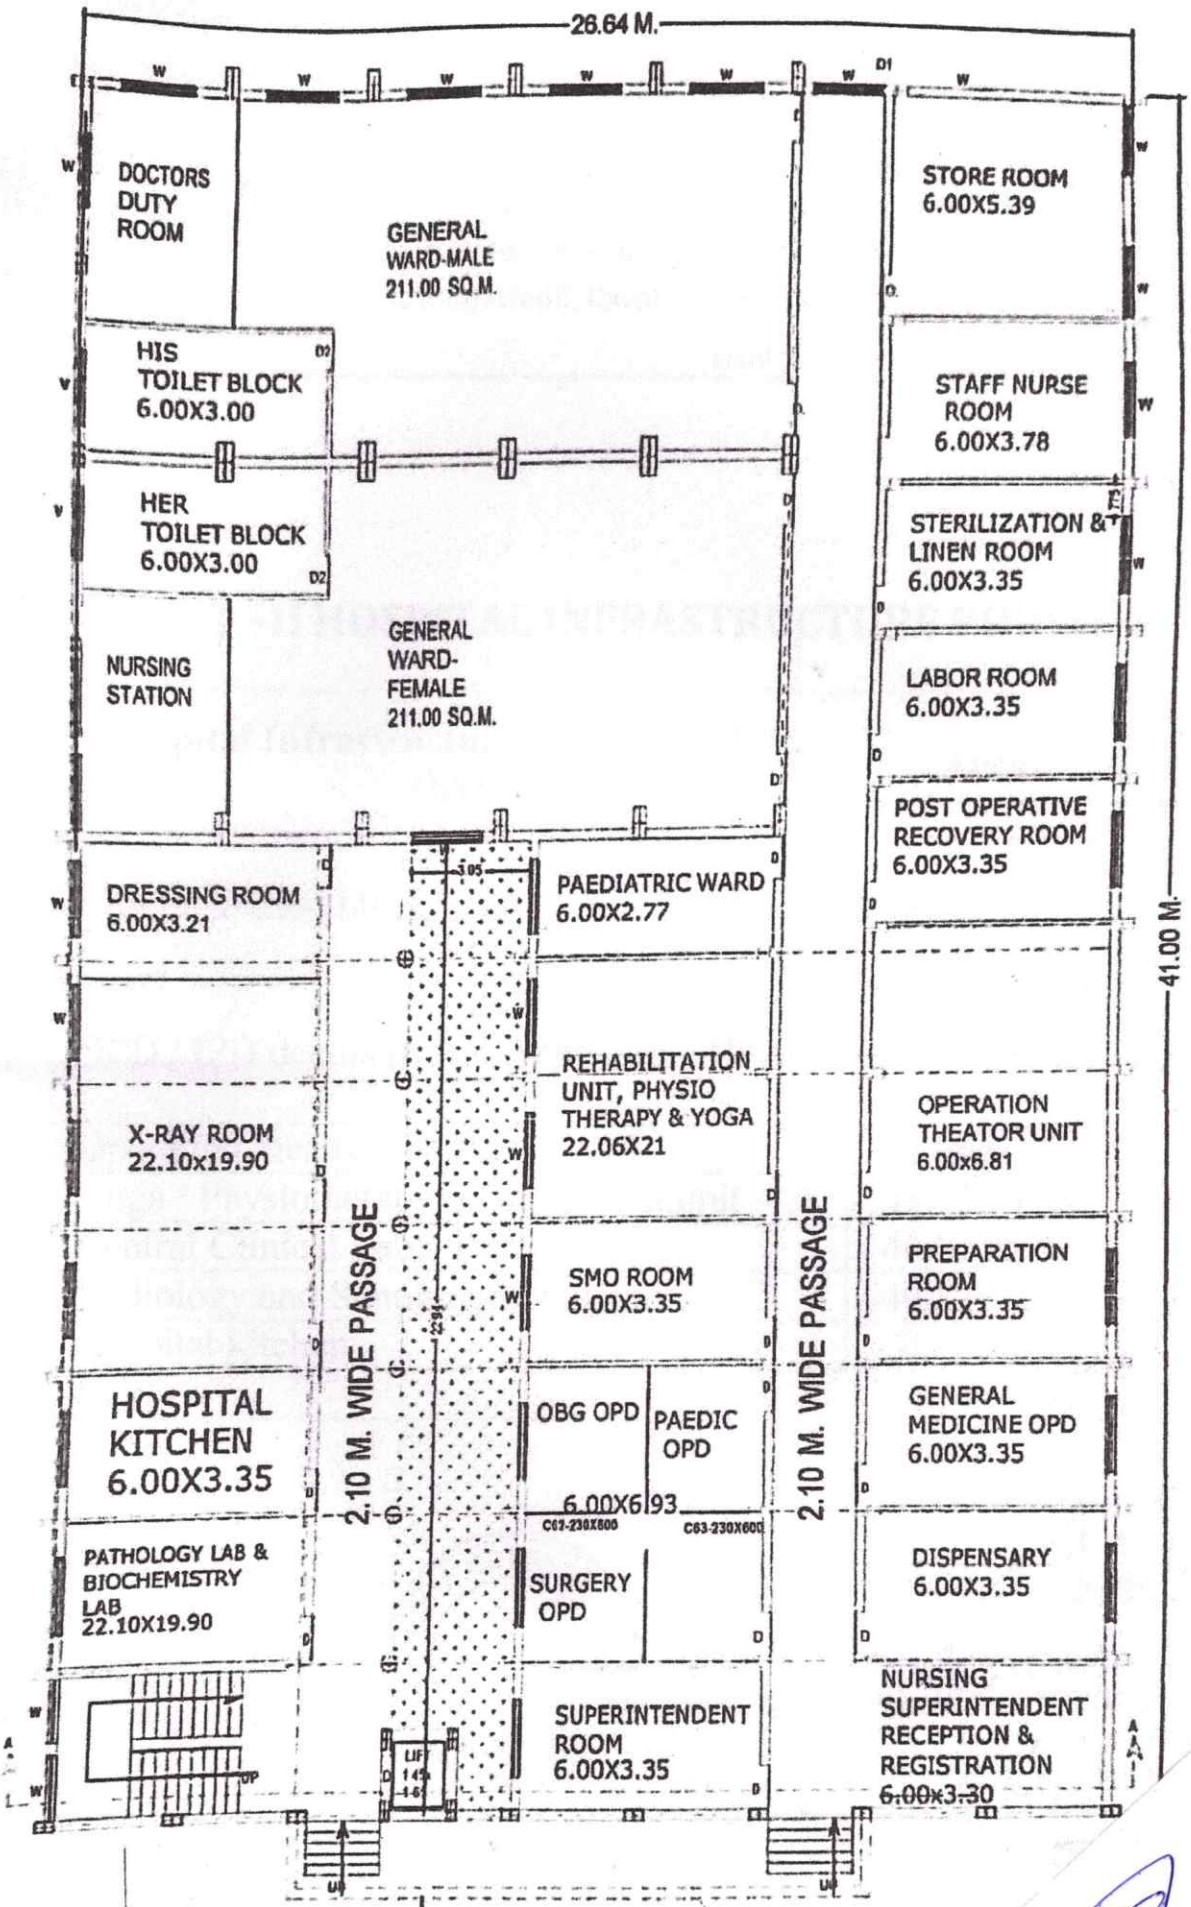 26.64 M.
W
W
W
W
W
W
W
D1
W
W
DOCTORS
DUTY
ROOM
GENERAL
WARD-MALE
211.00 SQ.M.
STORE ROOM
6.00X5.39
W
W
HIS
TOILET BLOCK
6.00X3.00
D2
STAFF NURSE
ROOM
6.00X3.78
W
HER
TOILET BLOCK
6.00X3.00
D2
D
STERILIZATION &
LINEN ROOM
6.00X3.35
W
D
NURSING
STATION
GENERAL
WARD-
FEMALE
211.00 SQ.M.
D
LABOR ROOM
6.00X3.35
D
POST OPERATIVE
RECOVERY ROOM
6.00X3.35
D
41.00 M.
W
DRESSING ROOM
6.00X3.21
D
3.05
PAEDIATRIC WARD
6.00X2.77
D
W
X-RAY ROOM
22.10x19.90
D
D
W
REHABILITATION
UNIT, PHYSIO
THERAPY & YOGA
22.06X21
W
D
OPERATION
THEATOR UNIT
6.00x6.81
D
2.10 M. WIDE PASSAGE
2.10 M. WIDE PASSAGE
SMO ROOM
6.00X3.35
W
D
PREPARATION
ROOM
6.00X3.35
D
HOSPITAL
KITCHEN
6.00X3.35
D
OBG OPD
PAEDIC
OPD
D
6.00X6.93
C63-230X600
GENERAL
MEDICINE OPD
6.00X3.35
D
PATHOLOGY LAB &
BIOCHEMISTRY
LAB
22.10X19.90
D
SURGERY
OPD
D
DISPENSARY
6.00X3.35
D
W
W
A
UP
LIFT
D
SUPERINTENDENT
ROOM
6.00X3.35
D
NURSING
SUPERINTENDENT
RECEPTION &
REGISTRATION
6.00x3.30
A